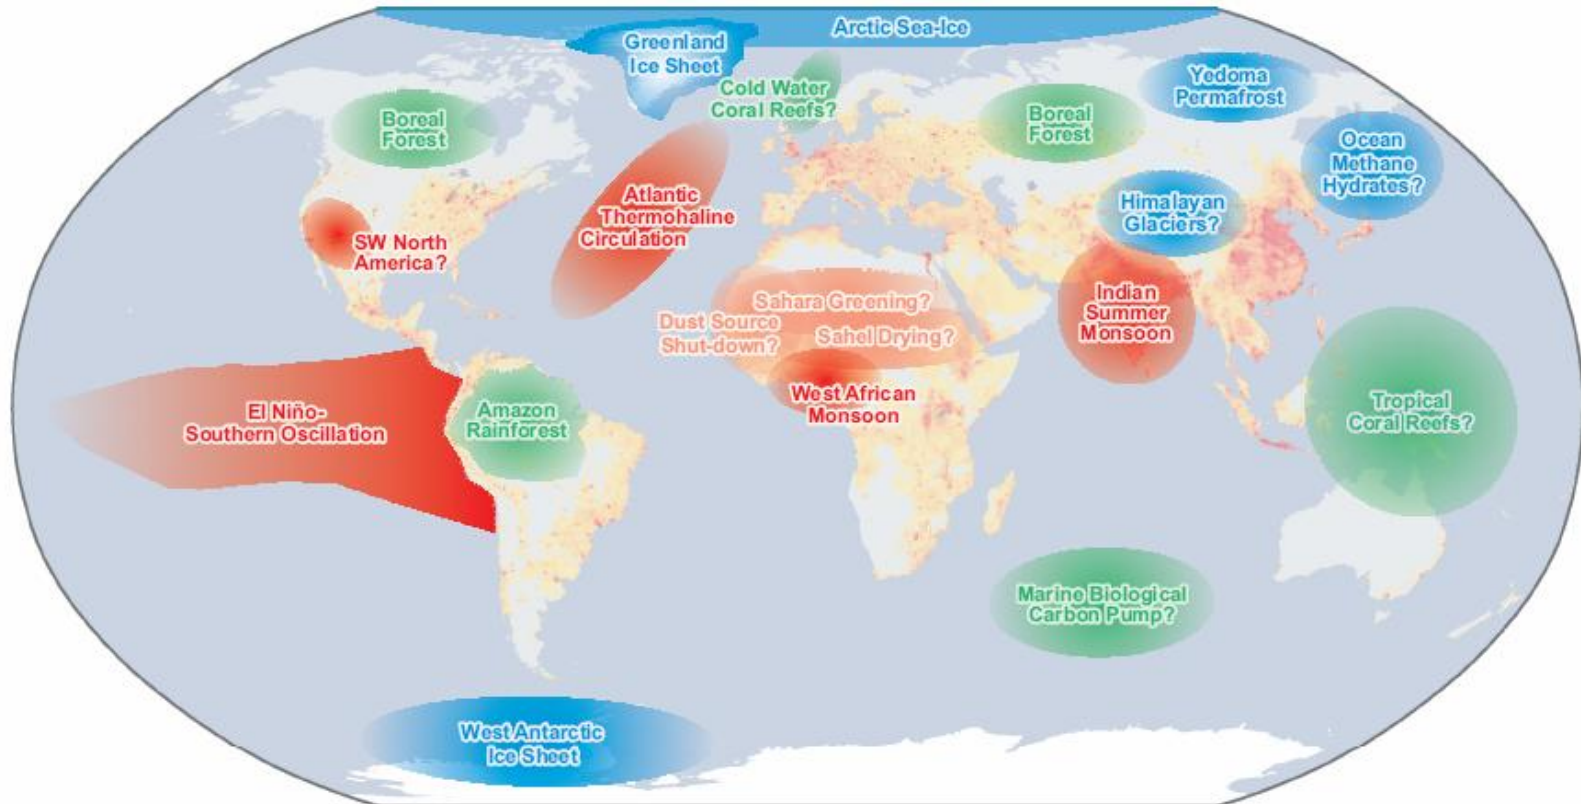 Arctic Sea-Ice
Greenland
Ice Sheet
Cold Water
Coral Reefs?
Yedoma
Permafrost
Boreal
Forest
Boreal
Forest
Ocean
Methane
Hydrates?
Atlantic
Thermohaline
Circulation
Himalayan
Glaciers?
SW North
America?
Sahara Greening?
Dust Source
Shut-down?
Sahel Drying?
Indian
Summer
Monsoon
West African
Monsoon
El Niño-
Southern Oscillation
Amazon
Rainforest
Tropical
Coral Reefs?
Marine Biological
Carbon Pump?
West Antarctic
Ice Sheet